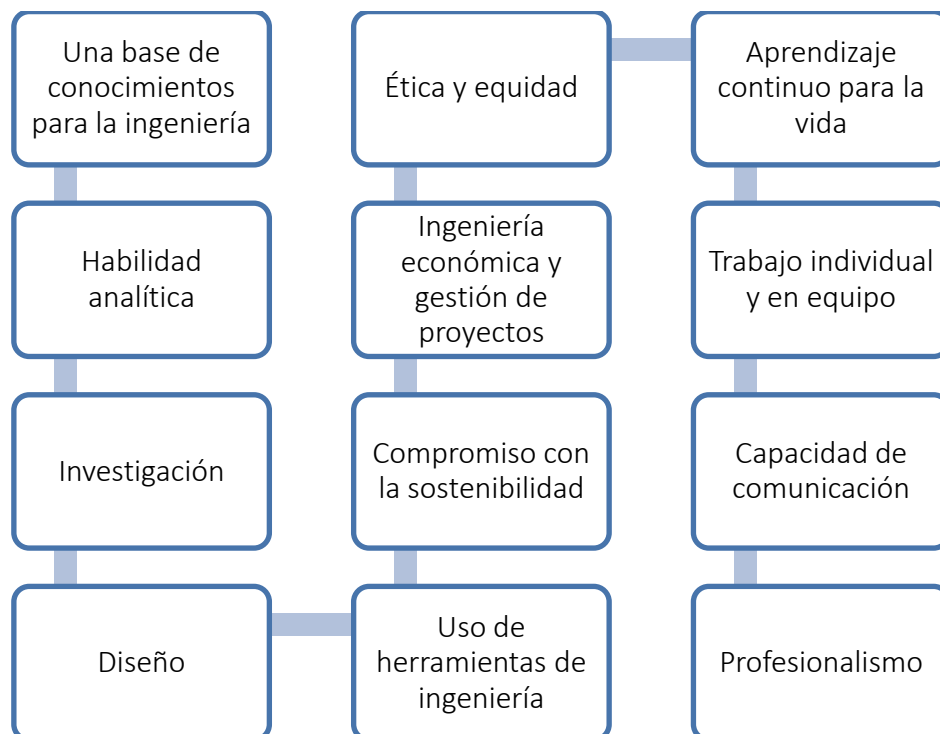 Una base de
conocimientos
para la ingeniería
Habilidad
analítica
Investigación
Diseño
Uso de
herramientas de
ingeniería
Compromiso con
la sostenibilidad
Ingeniería
económica y
gestión de
proyectos
Ética y equidad
Aprendizaje
continuo para la
vida
Trabajo individual
y en equipo
Capacidad de
comunicación
Profesionalismo